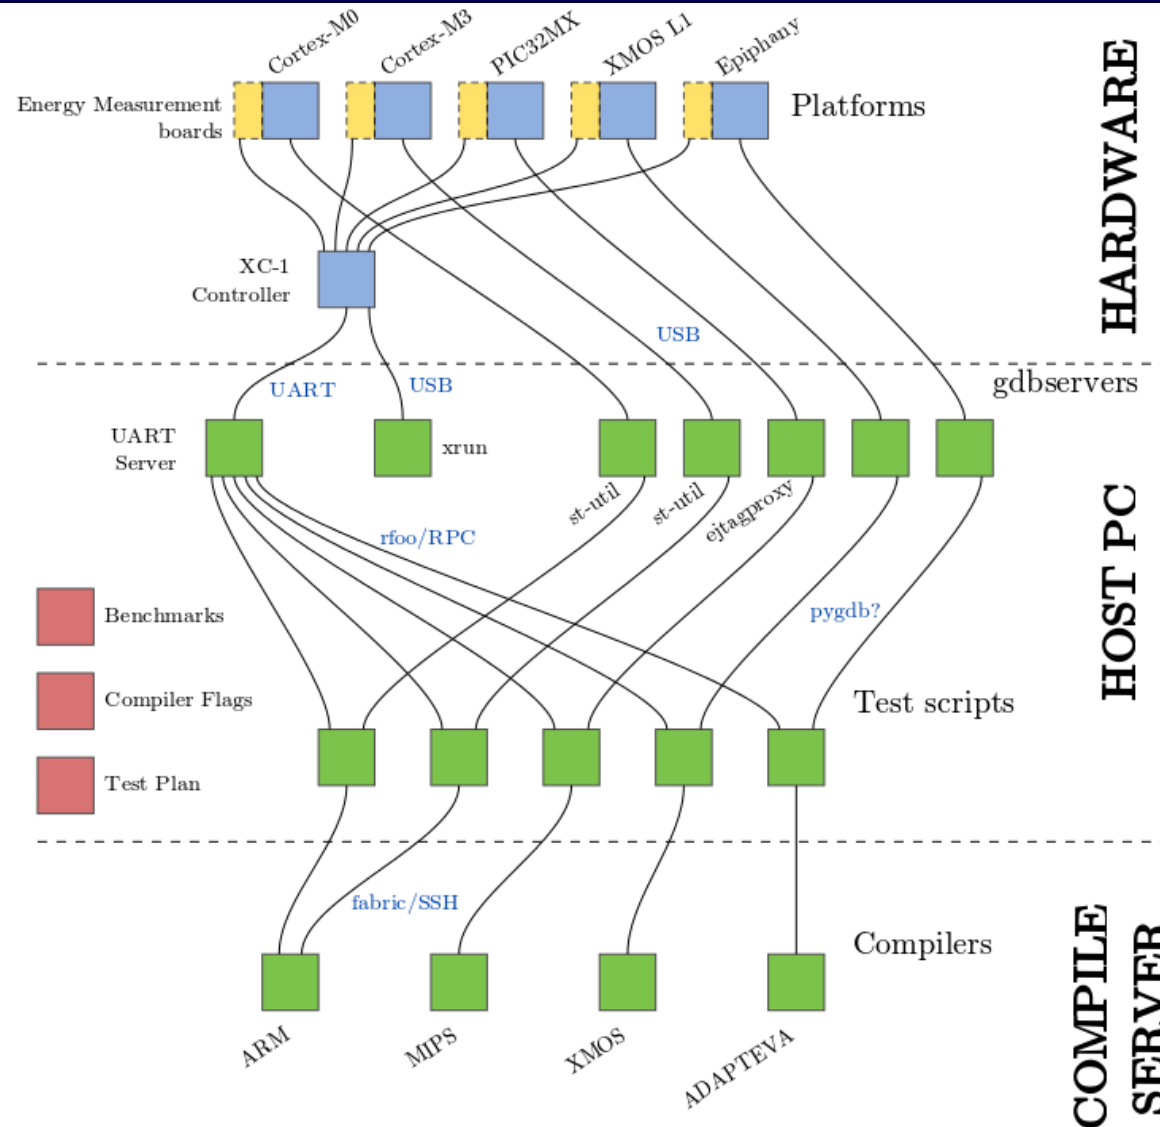 Cortex-M0
Cortex-M3
PIC32MX
XMOS L1
Epiphany
Energy Measurement
boards
Platforms
HARDWARE
XC-1
Controller
USB
UART
USB
gdbservers
UART
Server
xrun
st-util
st-util
ejtagproxy
rfoo/RPC
HOST PC
Benchmarks
pygdb?
Compiler Flags
Test scripts
Test Plan
fabric/SSH
Compilers
COMPILE
SERVER
ARM
MIPS
XMOS
ADAPTEVA